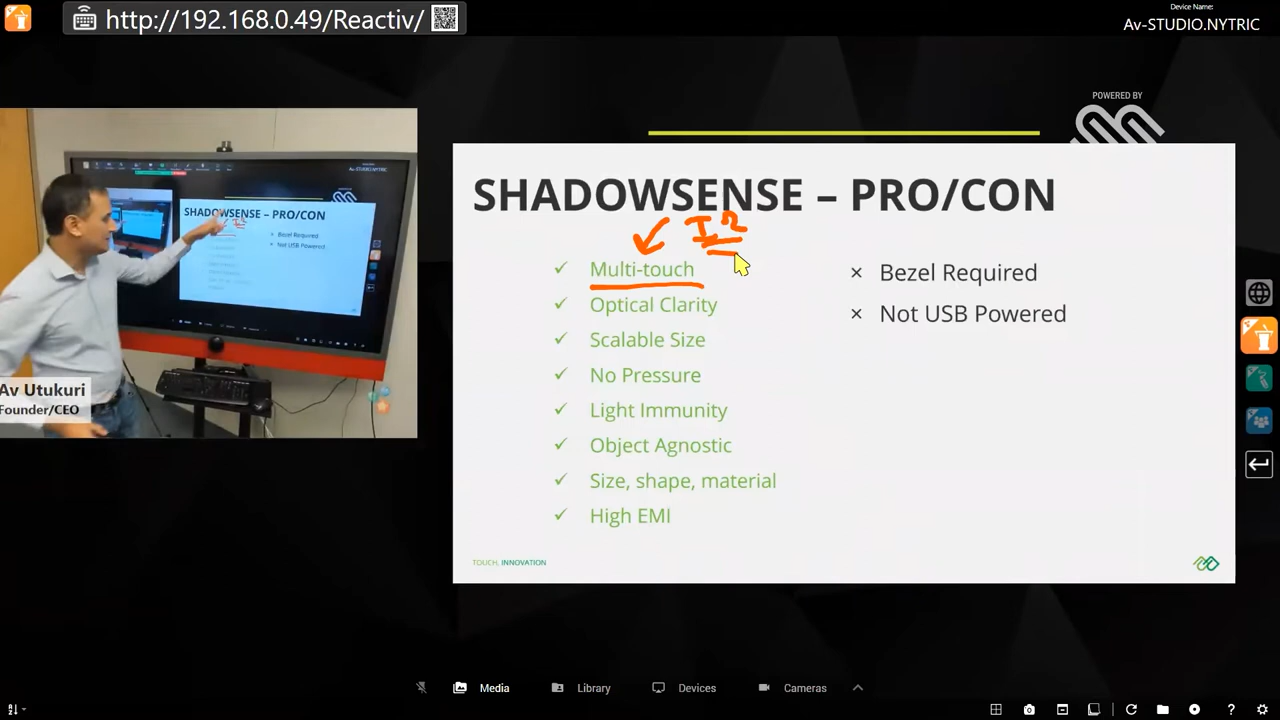 http://192.168.0.49/Reactiv/
Device Name:
Av-STUDIO.NYTRIC
POWERED BY
SHADOWSENSE – PRO/CON
Multi-touch
Optical Clarity
Scalable Size
No Pressure
Light Immunity
Object Agnostic
Size, shape, material
High EMI
Bezel Required
Not USB Powered
TOUCH. INNOVATION
SHADOWSENSE – PRO/CON
Bezel Required
Not USB Powered
Av Utukuri
Founder/CEO
Media
Library
Devices
Cameras